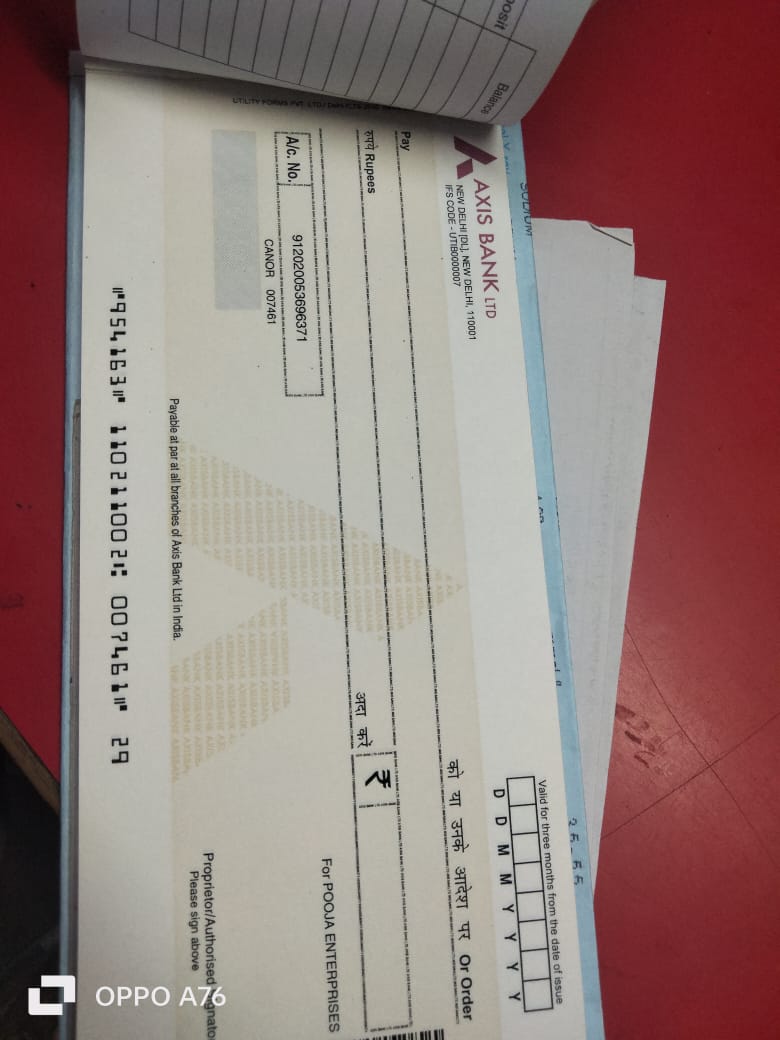 posit
Balance
UTILITY FORMS PVT. LTD./
SODIUM
AXIS BANK LTD
NEW DELHI [DL], NEW DELHI, 110001
IFS CODE - UTIB0000007
Valid for three months from the date of issue
D D M M Y Y Y Y
Pay
को या उनके आदेश पर Or Order
रुपये Rupees
अदा करें
₹
A/c. No.
912020053696371
CANOR 007461
For POOJA ENTERPRISES
Payable at par at all branches of Axis Bank Ltd in India.
Proprietor/Authorised
Please sign above
⑈954163⑈ 110211002⑆ 007461⑈ 29
OPPO A76